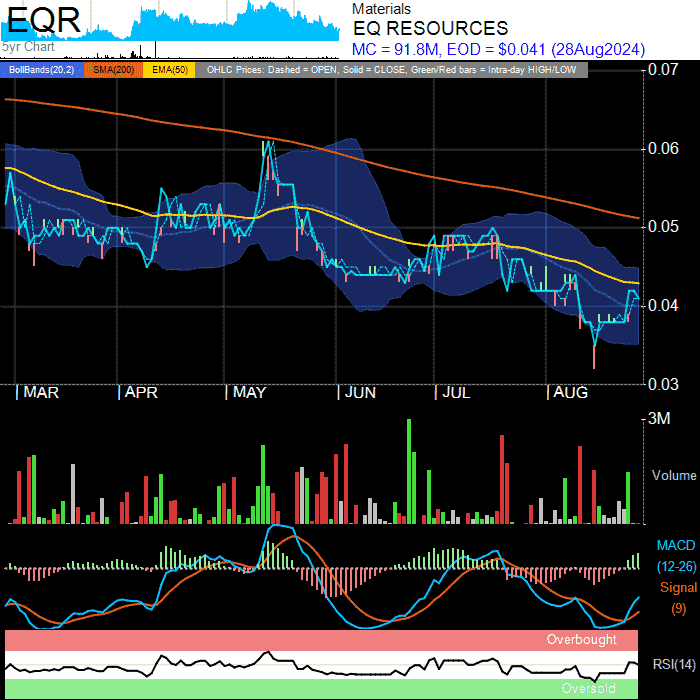 EQR
5yr Chart
Materials
EQ RESOURCES
MC = 91.8M, EOD = $0.041 (28Aug2024)
BollBands(20,2) SMA(200) EMA(50) OHLC Prices: Dashed = OPEN, Solid = CLOSE, Green/Red bars = Intra-day HIGH/LOW
0.07
0.06
0.05
0.04
0.03
MAR APR MAY JUN JUL AUG
3M
Volume
MACD
(12-26)
Signal
(9)
Overbought
RSI(14)
Oversold